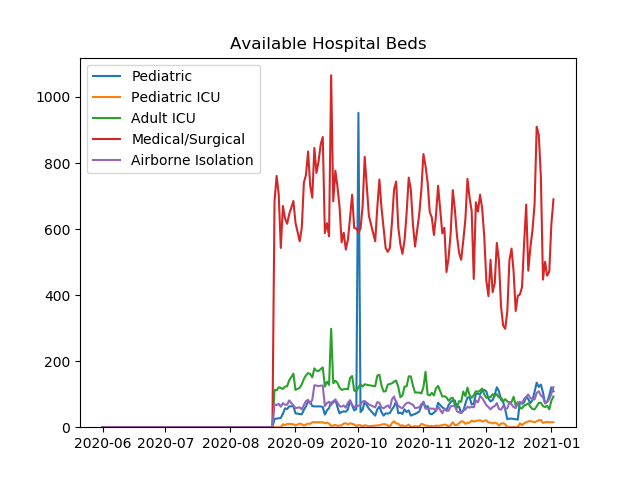 Available Hospital Beds
Pediatric
Pediatric ICU
Adult ICU
Medical/Surgical
Airborne Isolation
1000
800
600
400
200
0
2020-06 2020-07 2020-08 2020-09 2020-10 2020-11 2020-12 2021-01